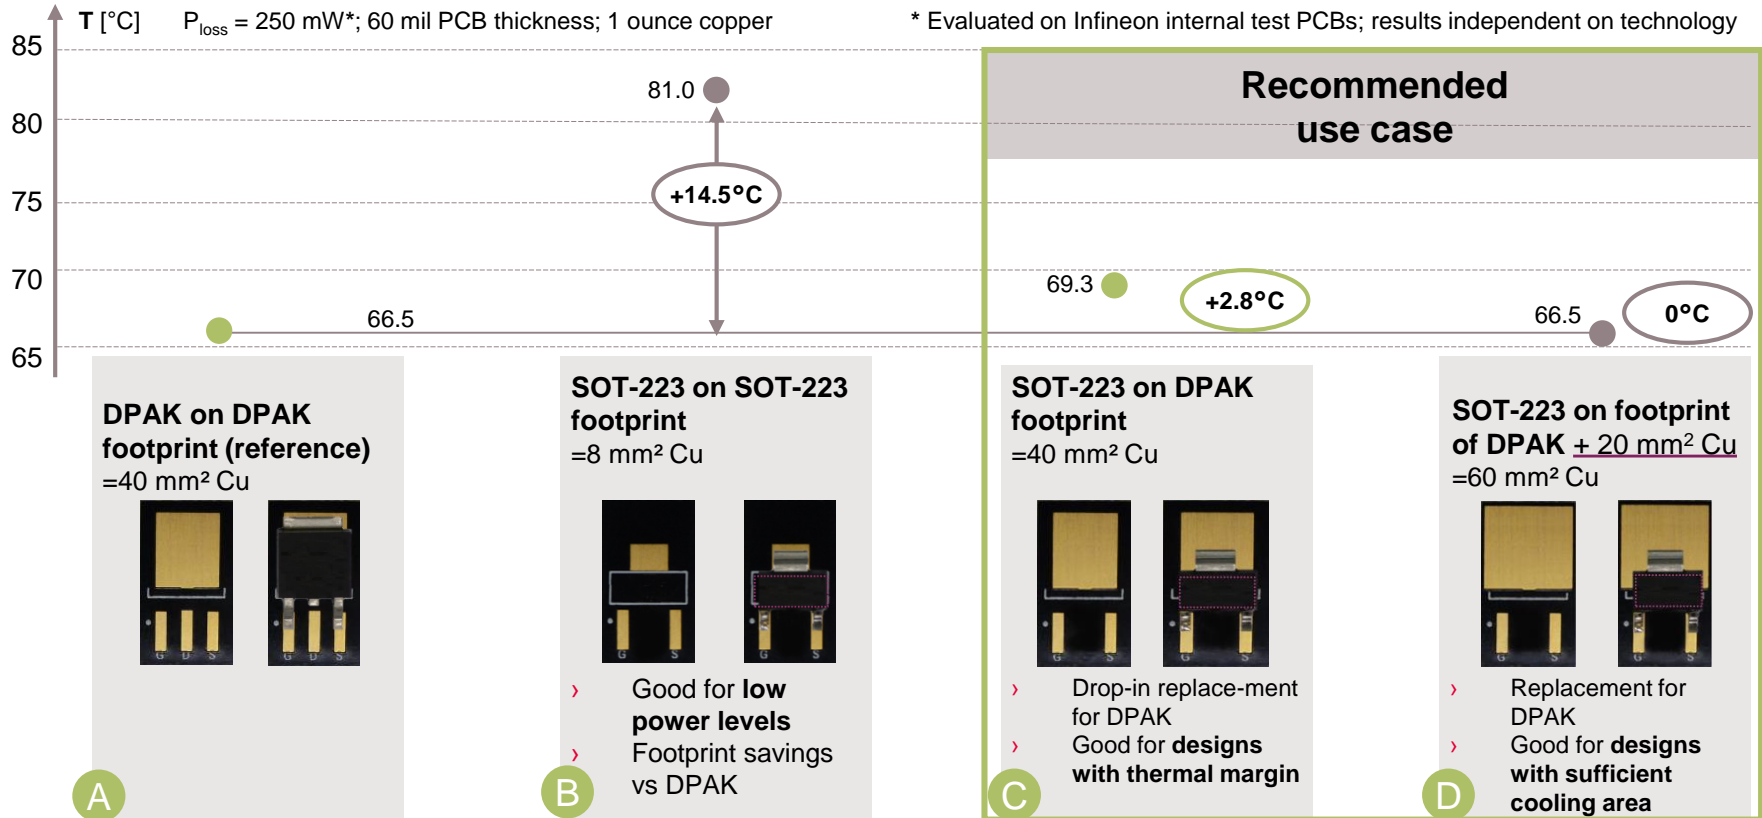 T [°C] P_loss = 250 mW*; 60 mil PCB thickness; 1 ounce copper
* Evaluated on Infineon internal test PCBs; results independent on technology
85
80
75
70
65
66.5
81.0
+14.5°C
Recommended
use case
69.3
+2.8°C
66.5
0°C
DPAK on DPAK
footprint (reference)
=40 mm² Cu
G D S
G D S
A
SOT-223 on SOT-223
footprint
=8 mm² Cu
G S
G S
› Good for low
power levels
› Footprint savings
vs DPAK
B
SOT-223 on DPAK
footprint
=40 mm² Cu
G S
G S
› Drop-in replace-ment
for DPAK
› Good for designs
with thermal margin
C
SOT-223 on footprint
of DPAK + 20 mm² Cu
=60 mm² Cu
G S
G S
› Replacement for
DPAK
› Good for designs
with sufficient
cooling area
D